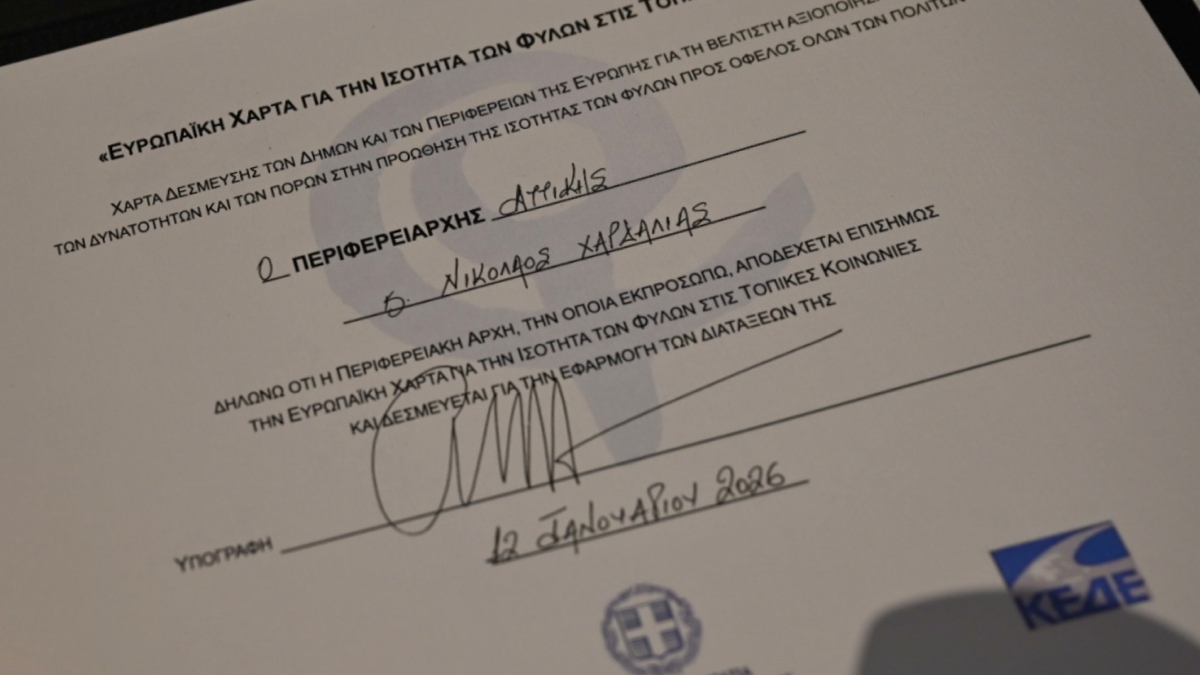 «ΕΥΡΩΠΑΪΚΗ ΧΑΡΤΑ ΓΙΑ ΤΗΝ ΙΣΟΤΗΤΑ ΤΩΝ ΦΥΛΩΝ ΣΤΙΣ
ΧΑΡΤΑ ΔΕΣΜΕΥΣΗΣ ΤΩΝ ΔΗΜΩΝ ΚΑΙ ΤΩΝ ΠΕΡΙΦΕΡΕΙΩΝ ΤΗΣ ΕΥΡΩΠΗΣ ΓΙΑ ΤΗ ΒΕΛΤΙΣΤΗ
ΤΩΝ ΔΥΝΑΤΟΤΗΤΩΝ ΚΑΙ ΤΩΝ ΠΟΡΩΝ ΣΤΗΝ ΠΡΟΩΘΗΣΗ ΤΗΣ ΙΣΟΤΗΤΑΣ ΤΩΝ ΦΥΛΩΝ ΠΡΟΣ ΟΦΕΛΟΣ ΟΛΩΝ ΤΩΝ
Ο ΠΕΡΙΦΕΡΕΙΑΡΧΗΣ ΑΤΤΙΚΗΣ
ΝΙΚΟΛΑΟΣ ΧΑΡΔΑΛΙΑΣ
ΔΗΛΩΝΩ ΟΤΙ Η ΠΕΡΙΦΕΡΕΙΑΚΗ ΑΡΧΗ, ΤΗΝ ΟΠΟΙΑ ΕΚΠΡΟΣΩΠΩ, ΑΠΟΔΕΧΕΤΑΙ ΕΠΙΣΗΜΩΣ
ΤΗΝ ΕΥΡΩΠΑΪΚΗ ΧΑΡΤΑ ΓΙΑ ΤΗΝ ΙΣΟΤΗΤΑ ΤΩΝ ΦΥΛΩΝ ΣΤΙΣ ΤΟΠΙΚΕΣ ΚΟΙΝΩΝΙΕΣ
ΚΑΙ ΔΕΣΜΕΥΕΤΑΙ ΓΙΑ ΤΗΝ ΕΦΑΡΜΟΓΗ ΤΩΝ ΔΙΑΤΑΞΕΩΝ ΤΗΣ
ΥΠΟΓΡΑΦΗ
12 ΙΑΝΟΥΑΡΙΟΥ 2026
ΚΕΔΕ